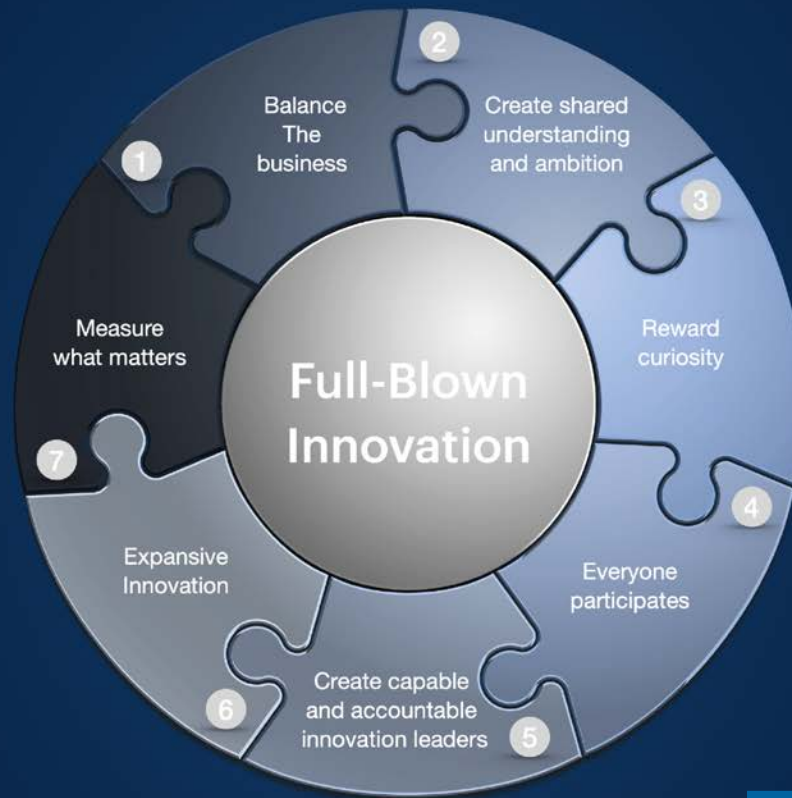 Full-Blown
Innovation
1
Balance
The
business
2
Create shared
understanding
and ambition
3
Reward
curiosity
4
Everyone
participates
5
Create capable
and accountable
innovation leaders
6
Expansive
Innovation
7
Measure
what matters